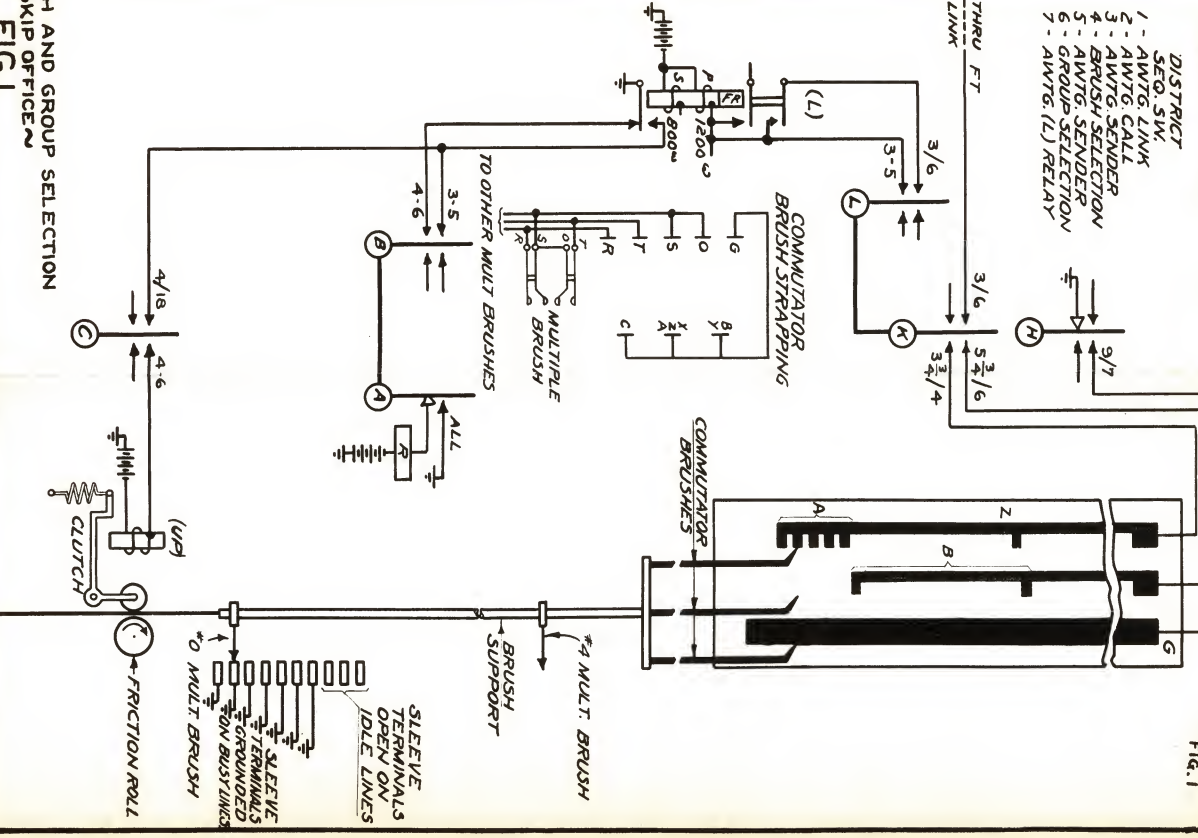 DISTRICT
SEQ. SW.
1 - AWTG. LINK
2 - AWTG. CALL
3 - AWTG. SENDER
4 - BRUSH SELECTION
5 - AWTG. SENDER
6 - GROUP SELECTION
7 - AWTG. (L) RELAY
THRU FT
LINK
FIG. 1
H
9/7
3/6
K
5 3/4/6
3 3/4/4
L
3/6
3-5
(L)
FR
P
S
1200 ω
800 ω
COMMUTATOR
BRUSH STRAPPING
G
O
S
T
R
B
Y
X
Z
A
C
T
O
S
R
MULTIPLE
BRUSH
TO OTHER MULT BRUSHES
3-5
4-6
B
A
ALL
R
4/18
4-6
C
(UP)
CLUTCH
FRICTION ROLL
COMMUTATOR
BRUSHES
A
Z
B
G
#4 MULT. BRUSH
BRUSH
SUPPORT
SLEEVE
TERMINALS
OPEN ON
IDLE LINES
SLEEVE
TERMINALS
GROUNDED
ON BUSY LINES
#0 MULT BRUSH
H AND GROUP SELECTION
KIP OFFICE~
FIG. 1